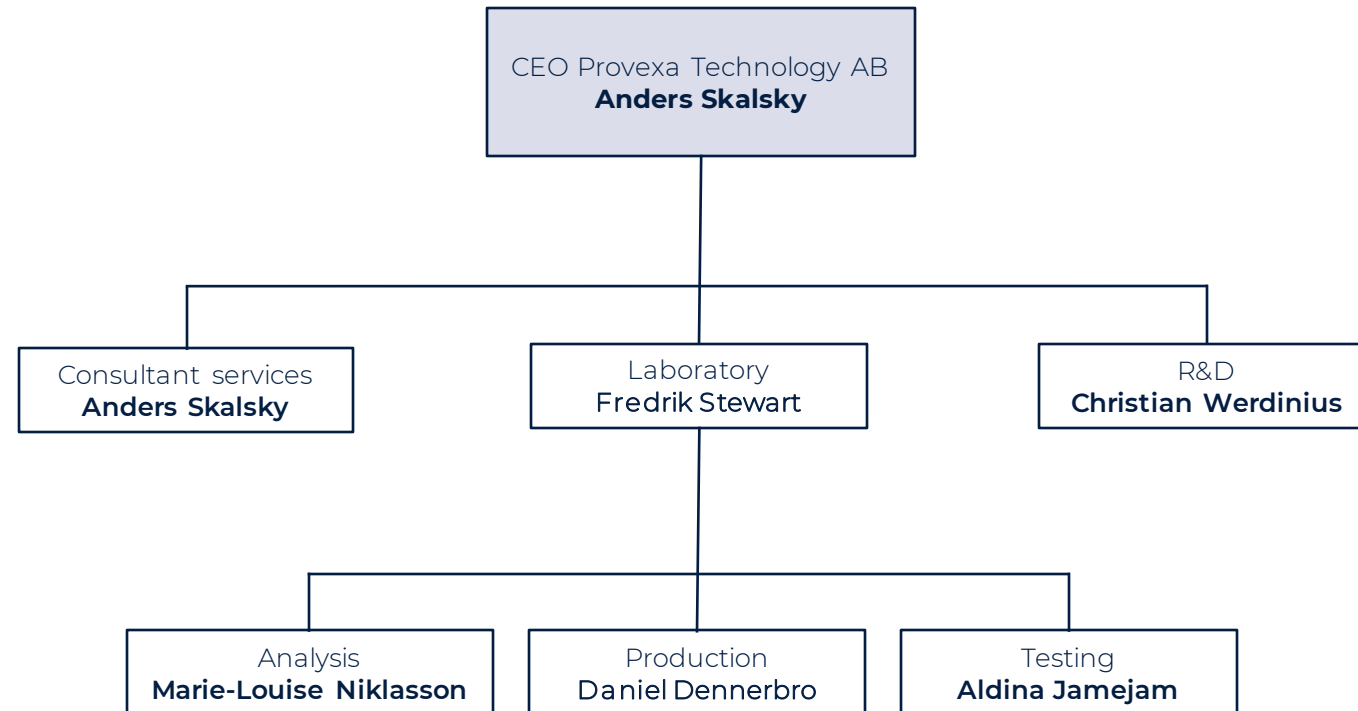 CEO Provexa Technology AB
Anders Skalsky
Consultant services
Anders Skalsky
Laboratory
Fredrik Stewart
R&D
Christian Werdinius
Analysis
Marie-Louise Niklasson
Production
Daniel Dennerbro
Testing
Aldina Jamejam